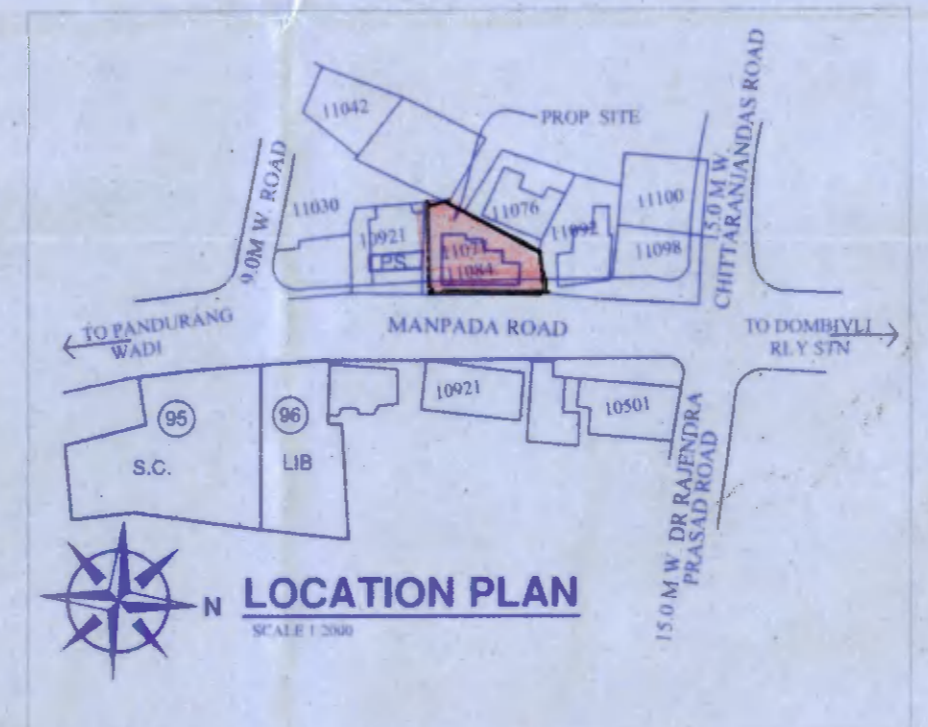 11042
PROP. SITE
9.0M W. ROAD
11030
10921
P.S.
11084
11076
11092
11100
11098
15.0 M W
CHITTARANJANDAS ROAD
TO PANDURANG
WADI
MANPADA ROAD
TO DOMBIVLI
RLY STN
95
S.C.
96
LIB
10921
10501
15.0 M W. DR RAJENDRA
PRASAD ROAD
N
LOCATION PLAN
SCALE 1:2000